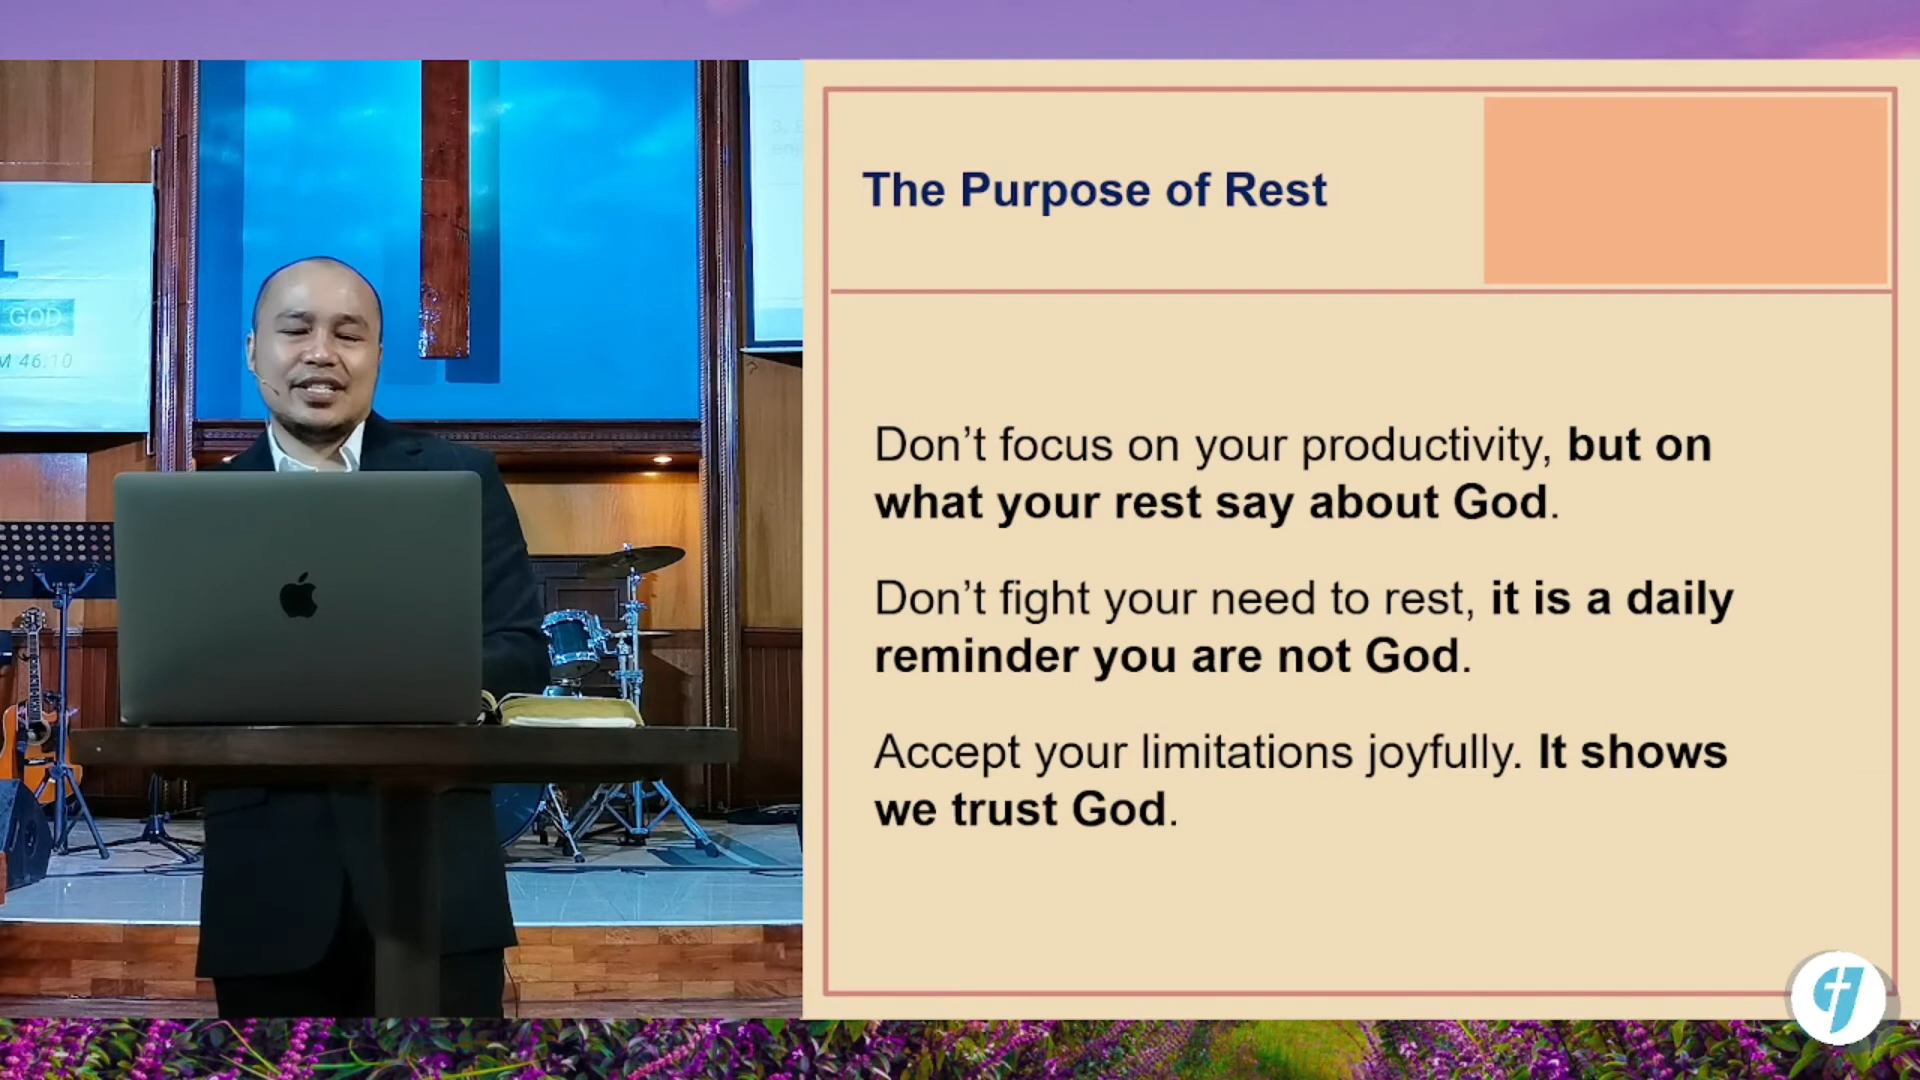 L
GOD
M 46:10
The Purpose of Rest
Don’t focus on your productivity, but on
what your rest say about God.
Don’t fight your need to rest, it is a daily
reminder you are not God.
Accept your limitations joyfully. It shows
we trust God.